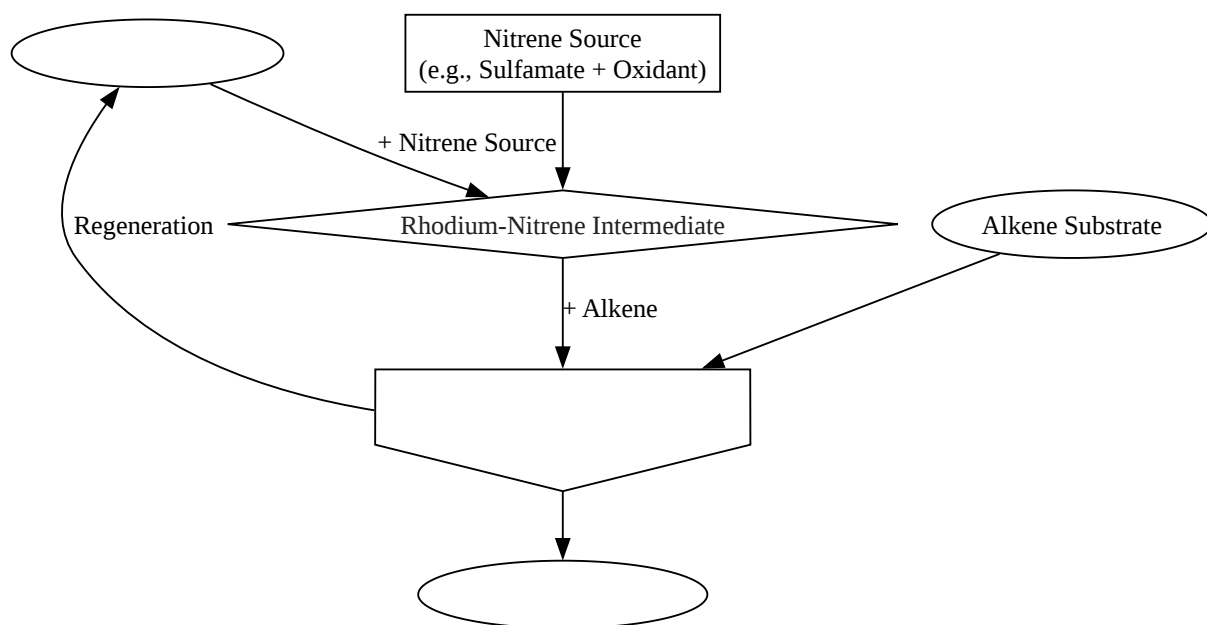 Nitrene Source
(e.g., Sulfamate + Oxidant)
+ Nitrene Source
Regeneration
Rhodium-Nitrene Intermediate
Alkene Substrate
+ Alkene